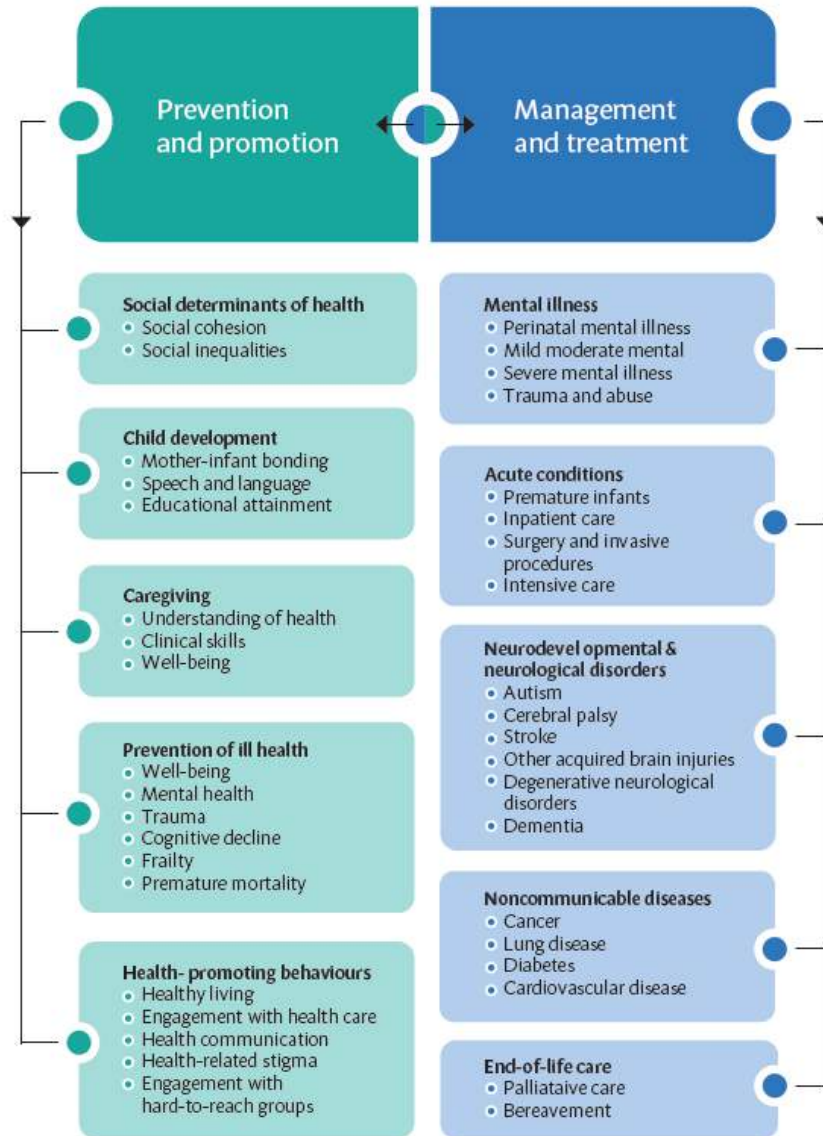 Prevention
and promotion
Management
and treatment
Social determinants of health
Social cohesion
Social inequalities
Child development
Mother-infant bonding
Speech and language
Educational attainment
Caregiving
Understanding of health
Clinical skills
Well-being
Prevention of ill health
Well-being
Mental health
Trauma
Cognitive decline
Frailty
Premature mortality
Health- promoting behaviours
Healthy living
Engagement with health care
Health communication
Health-related stigma
Engagement with
hard-to-reach groups
Mental illness
Perinatal mental illness
Mild moderate mental
Severe mental illness
Trauma and abuse
Acute conditions
Premature infants
Inpatient care
Surgery and invasive
procedures
Intensive care
Neurodevel opmental &
neurological disorders
Autism
Cerebral palsy
Stroke
Other acquired brain injuries
Degenerative neurological
disorders
Dementia
Noncommunicable diseases
Cancer
Lung disease
Diabetes
Cardiovascular disease
End-of-life care
Palliataive care
Bereavement